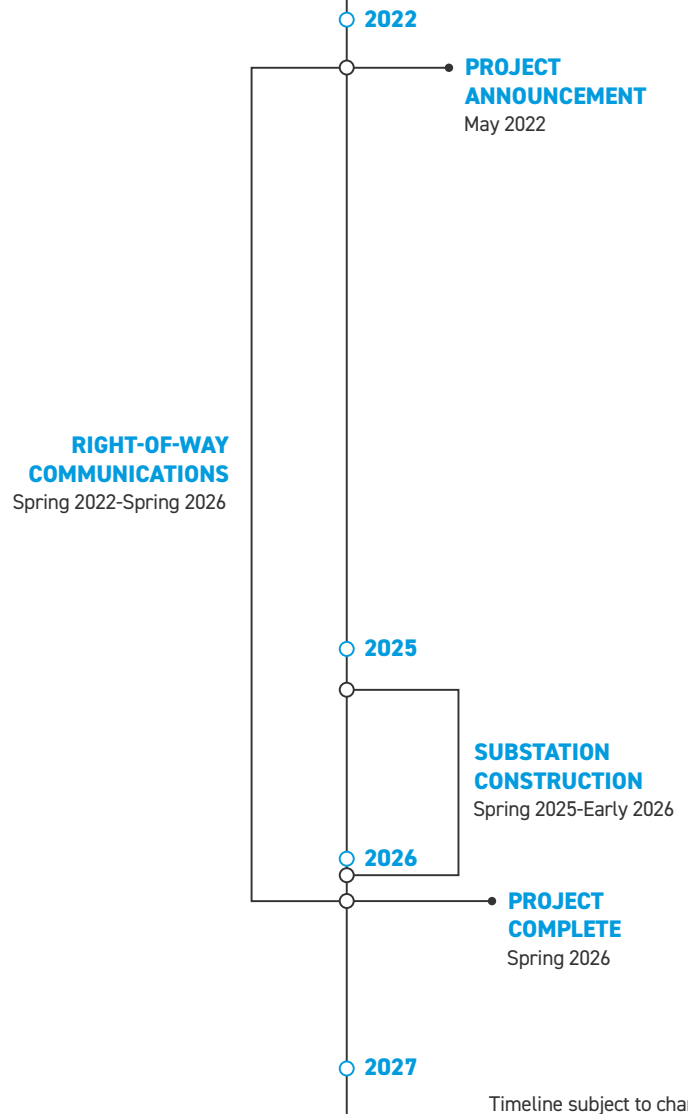 2022
PROJECT
ANNOUNCEMENT
May 2022
RIGHT-OF-WAY
COMMUNICATIONS
Spring 2022-Spring 2026
2025
SUBSTATION
CONSTRUCTION
Spring 2025-Early 2026
2026
PROJECT
COMPLETE
Spring 2026
2027
Timeline subject to